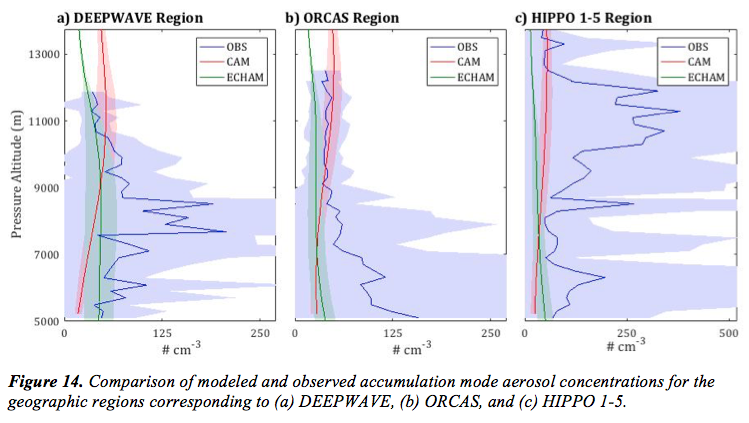 a) DEEPWAVE Region
b) ORCAS Region
c) HIPPO 1-5 Region
OBS
CAM
ECHAM
OBS
CAM
ECHAM
OBS
CAM
ECHAM
Pressure Altitude (m)
13000
11000
9000
7000
5000
0 125 250
0 125 250
0 250 500
# cm-3
# cm-3
# cm-3
Figure 14. Comparison of modeled and observed accumulation mode aerosol concentrations for the
geographic regions corresponding to (a) DEEPWAVE, (b) ORCAS, and (c) HIPPO 1-5.